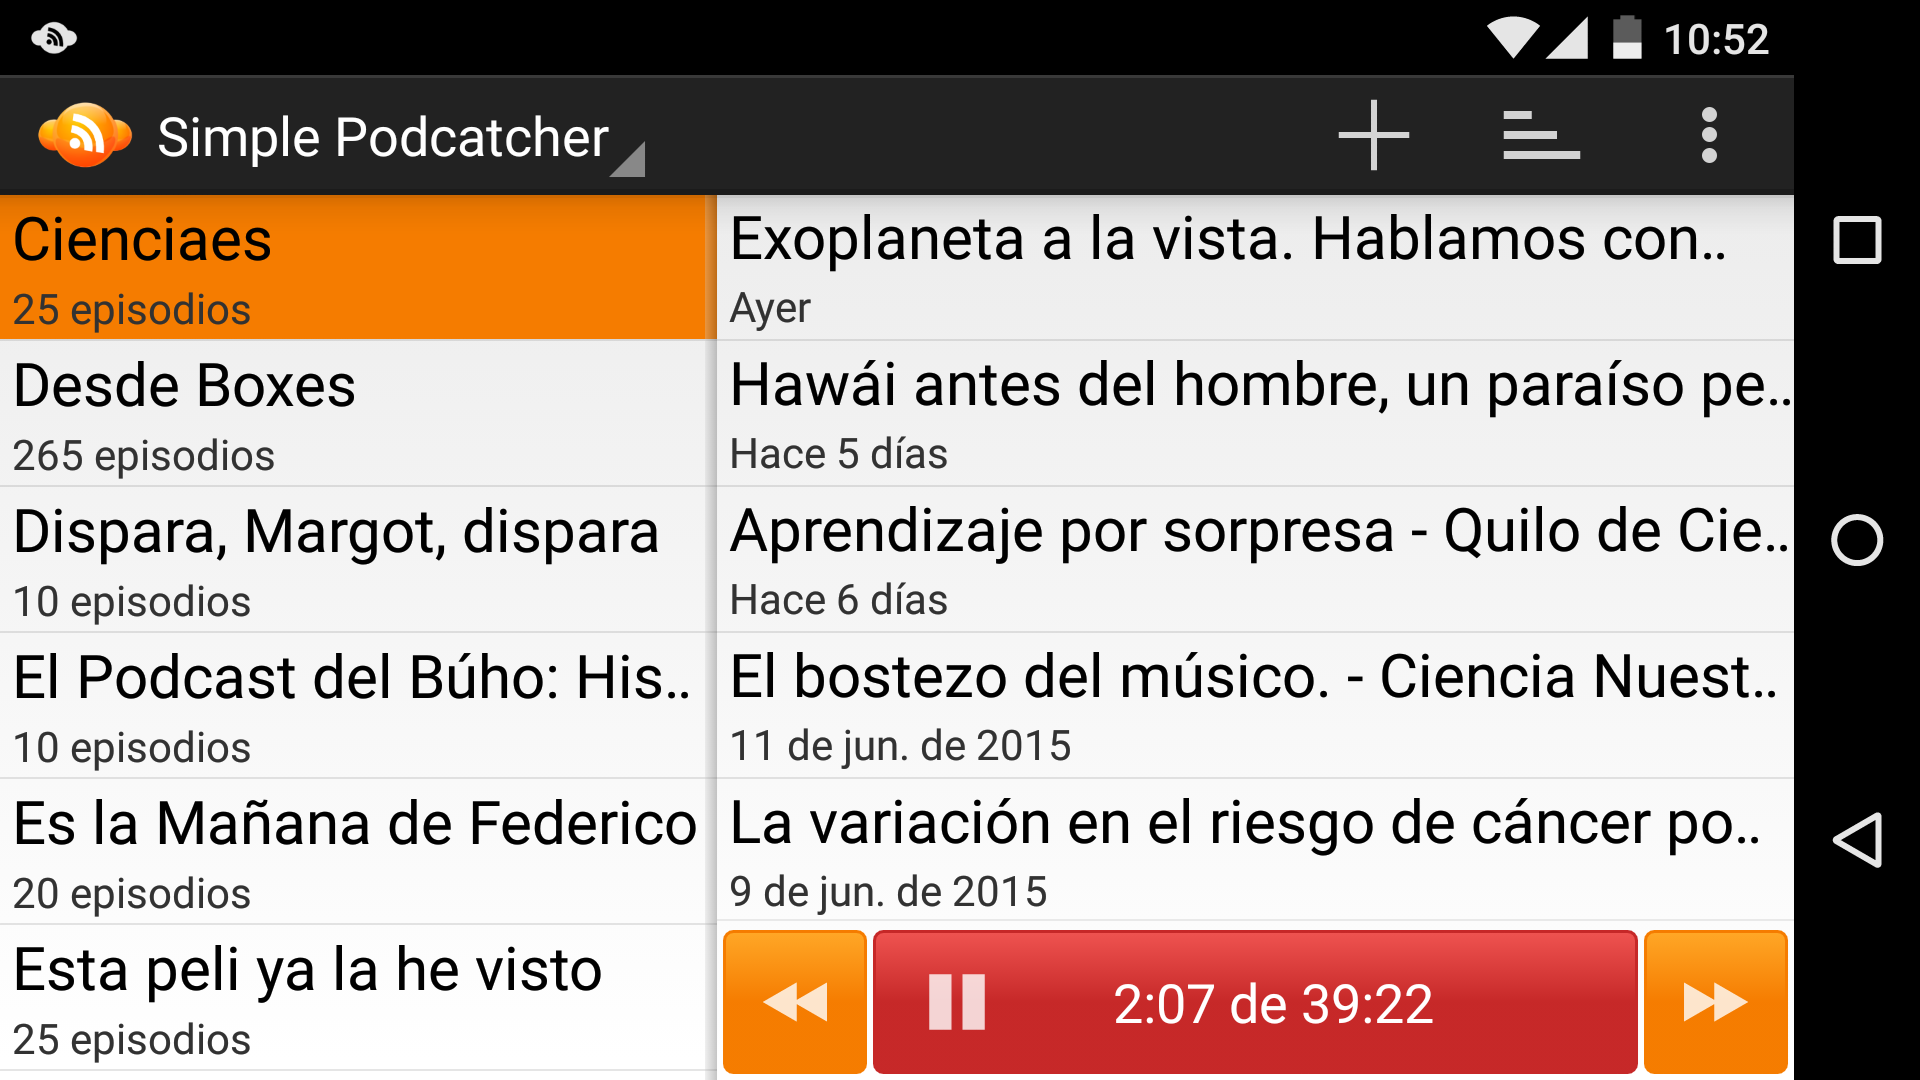 10:52
Simple Podcatcher
Cienciaes
25 episodios
Desde Boxes
265 episodios
Dispara, Margot, dispara
10 episodios
El Podcast del Búho: His..
10 episodios
Es la Mañana de Federico
20 episodios
Esta peli ya la he visto
25 episodios
Exoplaneta a la vista. Hablamos con..
Ayer
Hawái antes del hombre, un paraíso pe..
Hace 5 días
Aprendizaje por sorpresa - Quilo de Cie..
Hace 6 días
El bostezo del músico. - Ciencia Nuest..
11 de jun. de 2015
La variación en el riesgo de cáncer po..
9 de jun. de 2015
2:07 de 39:22